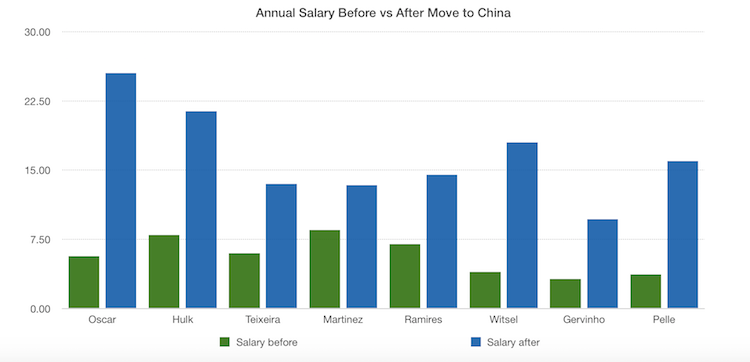 Annual Salary Before vs After Move to China
30.00
22.50
15.00
7.50
0.00
Oscar Hulk Teixeira Martinez Ramires Witsel Gervinho Pelle
Salary before Salary after